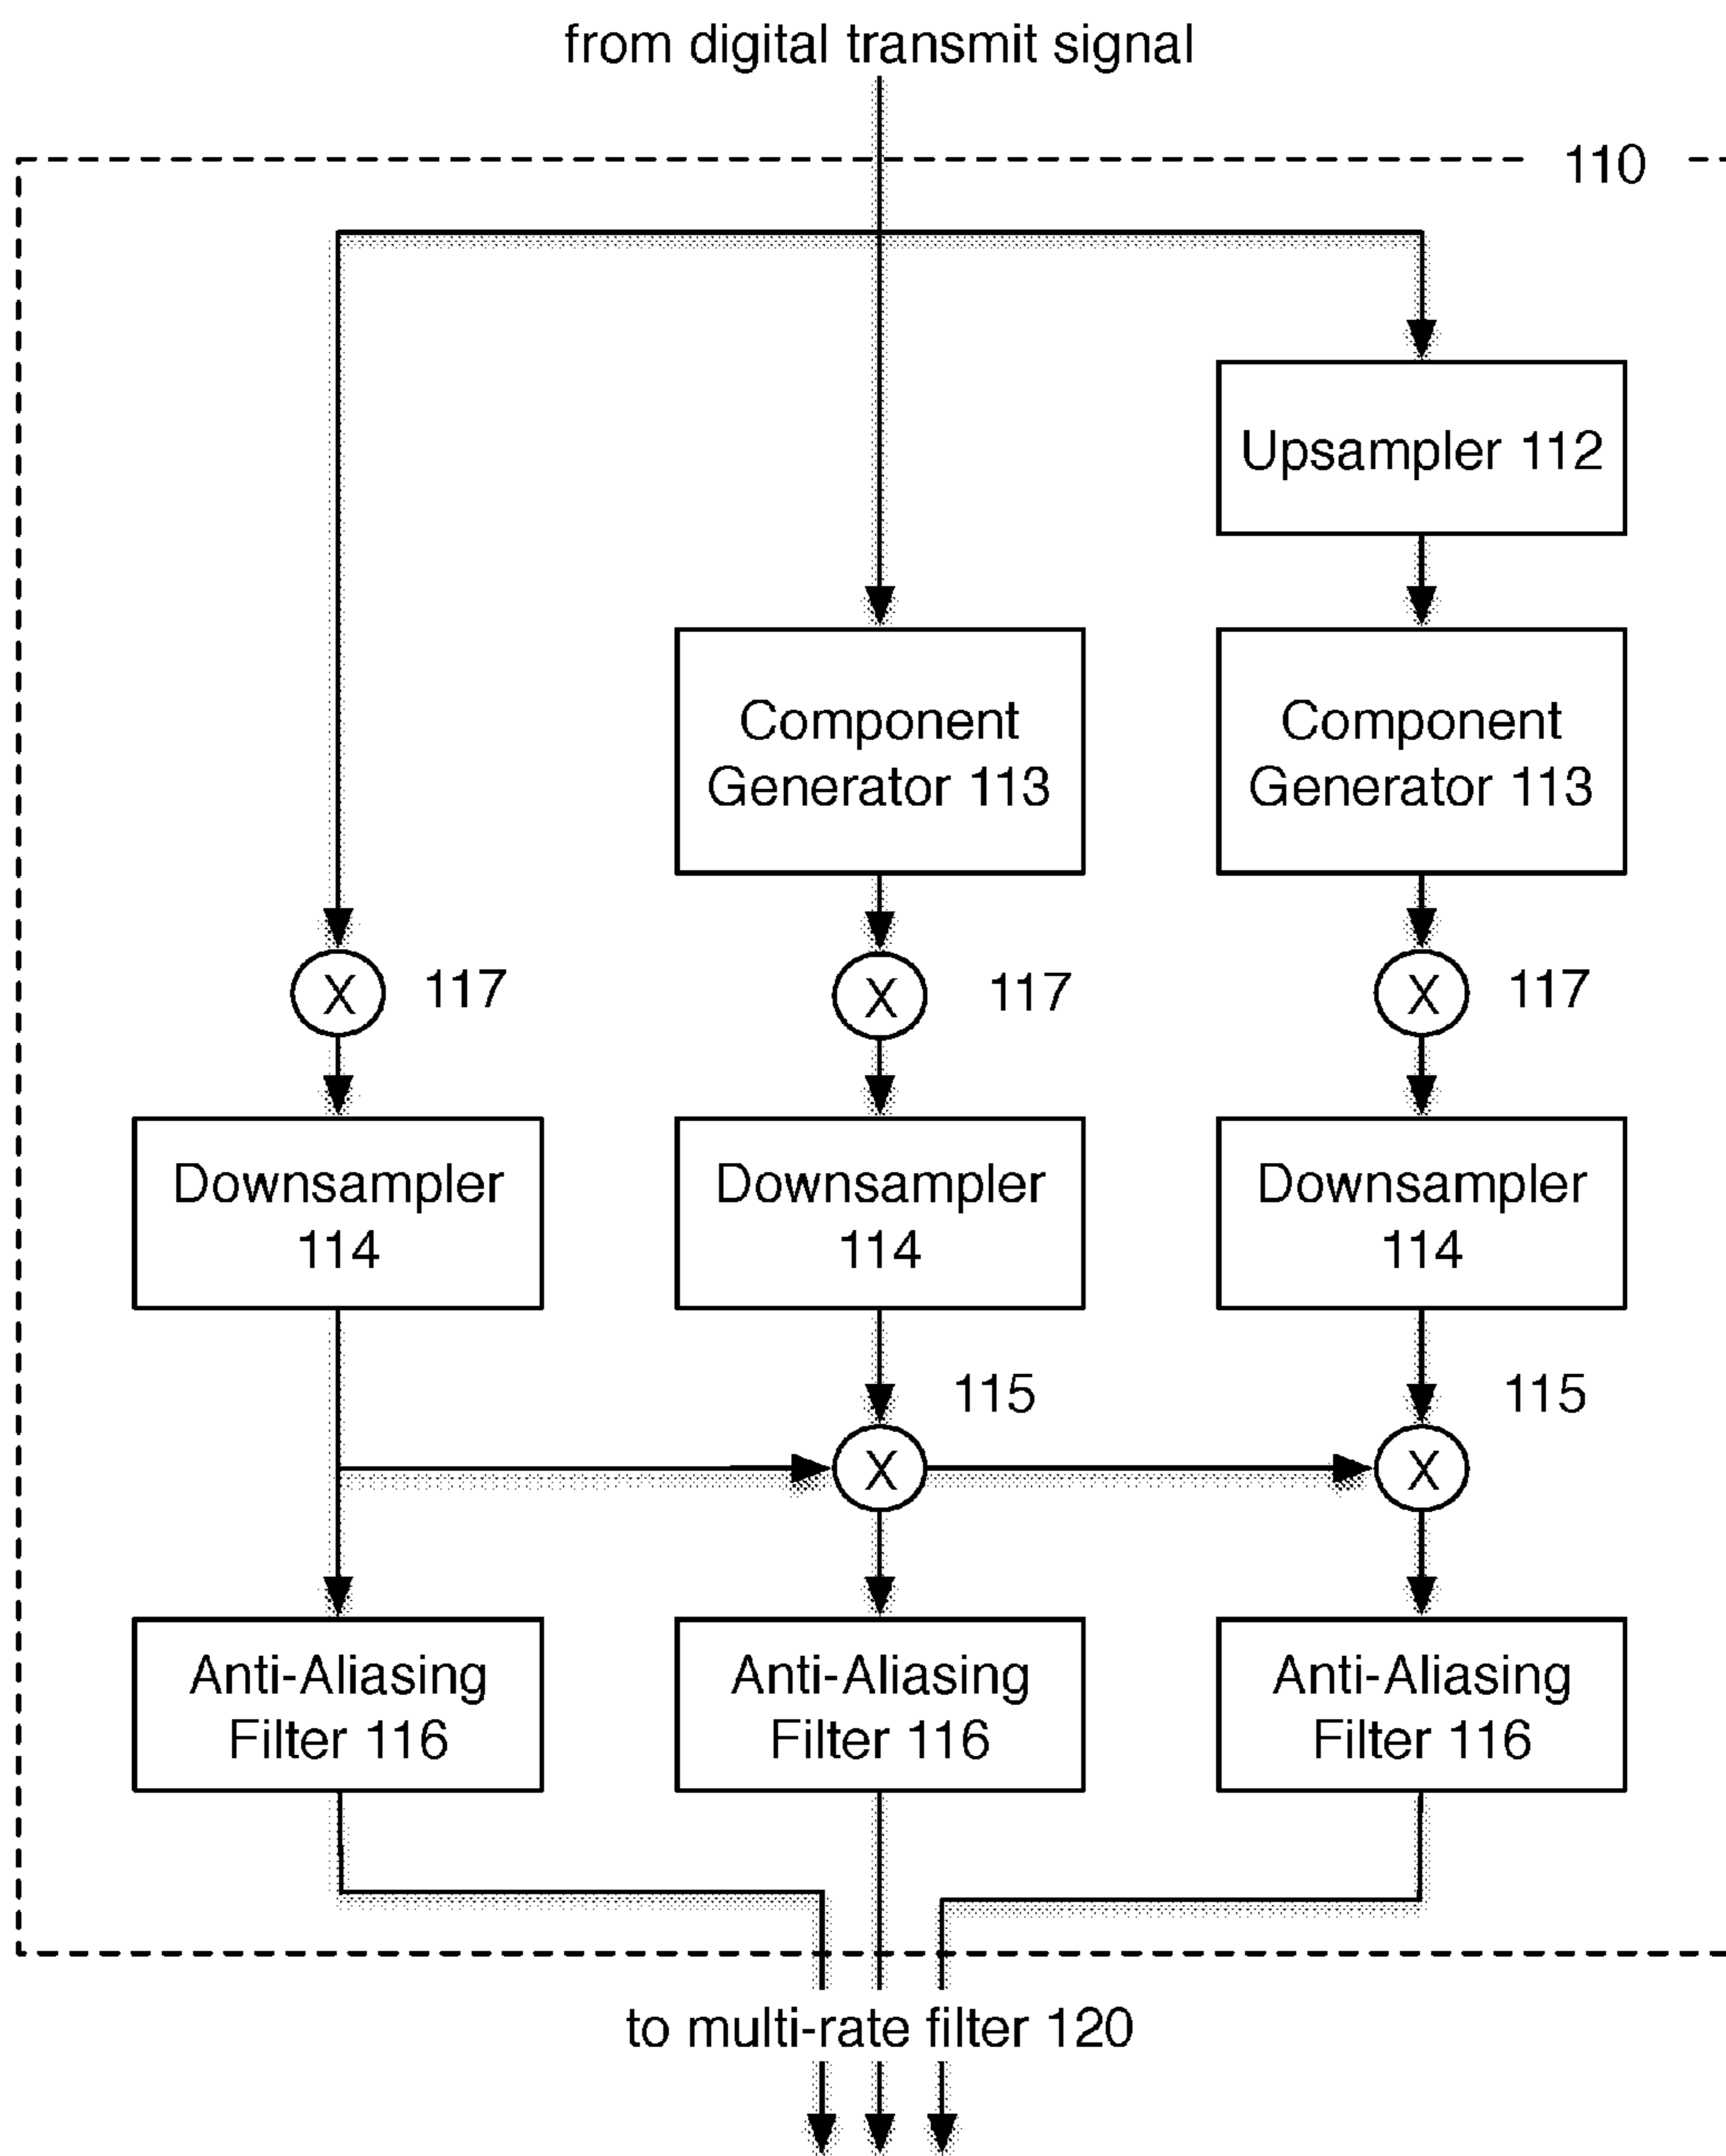 from digital transmit signal
110
Upsampler 112
Component
Generator 113
Component
Generator 113
X
117
X
117
X
117
Downsampler
114
Downsampler
114
Downsampler
114
115
115
X
X
Anti-Aliasing
Filter 116
Anti-Aliasing
Filter 116
Anti-Aliasing
Filter 116
to multi-rate filter 120